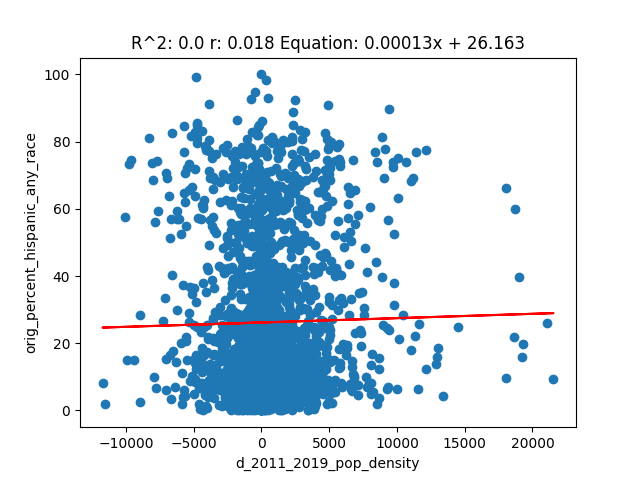 R^2: 0.0 r: 0.018 Equation: 0.00013x + 26.163
100
80
60
40
20
0
orig_percent_hispanic_any_race
−10000 −5000 0 5000 10000 15000 20000
d_2011_2019_pop_density